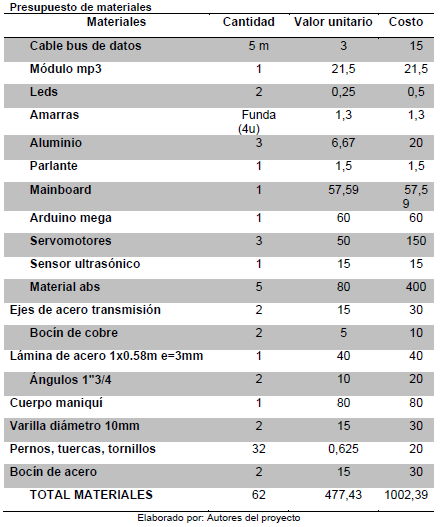 Presupuesto de materiales
Materiales Cantidad Valor unitario Costo
Cable bus de datos 5 m 3 15
Módulo mp3 1 21,5 21,5
Leds 2 0,25 0,5
Amarras Funda (4u) 1,3 1,3
Aluminio 3 6,67 20
Parlante 1 1,5 1,5
Mainboard 1 57,59 57,59
Arduino mega 1 60 60
Servomotores 3 50 150
Sensor ultrasónico 1 15 15
Material abs 5 80 400
Ejes de acero transmisión 2 15 30
Bocín de cobre 2 5 10
Lámina de acero 1x0.58m e=3mm 1 40 40
Ángulos 1"3/4 2 10 20
Cuerpo maniquí 1 80 80
Varilla diámetro 10mm 2 15 30
Pernos, tuercas, tornillos 32 0,625 20
Bocín de acero 2 15 30
TOTAL MATERIALES 62 477,43 1002,39
Elaborado por: Autores del proyecto